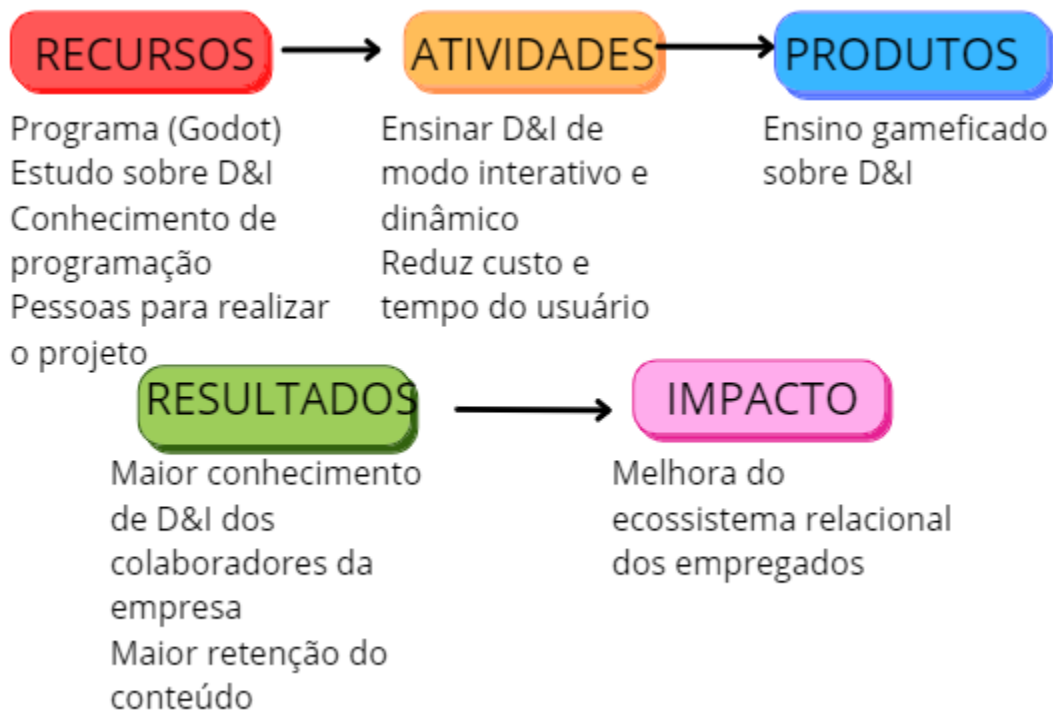 RECURSOS
Programa (Godot)
Estudo sobre D&I
Conhecimento de
programação
Pessoas para realizar
o projeto
ATIVIDADES
Ensinar D&I de
modo interativo e
dinâmico
Reduz custo e
tempo do usuário
PRODUTOS
Ensino gameficado
sobre D&I
RESULTADOS
Maior conhecimento
de D&I dos
colaboradores da
empresa
Maior retenção do
conteúdo
IMPACTO
Melhora do
ecossistema relacional
dos empregados